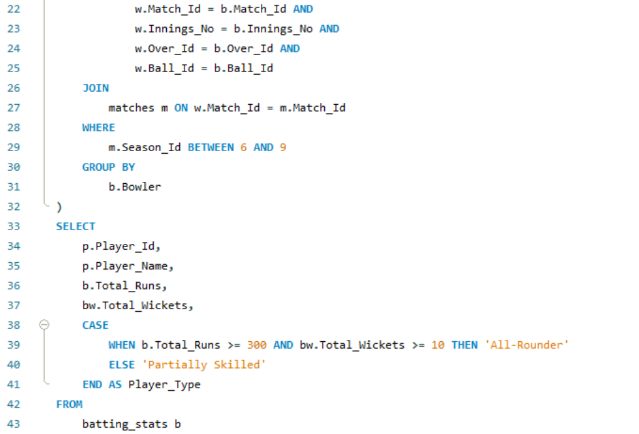 22 w.Match_Id = b.Match_Id AND
23 w.Innings_No = b.Innings_No AND
24 w.Over_Id = b.Over_Id AND
25 w.Ball_Id = b.Ball_Id
26 JOIN
27 matches m ON w.Match_Id = m.Match_Id
28 WHERE
29 m.Season_Id BETWEEN 6 AND 9
30 GROUP BY
31 b.Bowler
32 )
33 SELECT
34 p.Player_Id,
35 p.Player_Name,
36 b.Total_Runs,
37 bw.Total_Wickets,
38 CASE
39 WHEN b.Total_Runs >= 300 AND bw.Total_Wickets >= 10 THEN 'All-Rounder'
40 ELSE 'Partially Skilled'
41 END AS Player_Type
42 FROM
43 batting_stats b